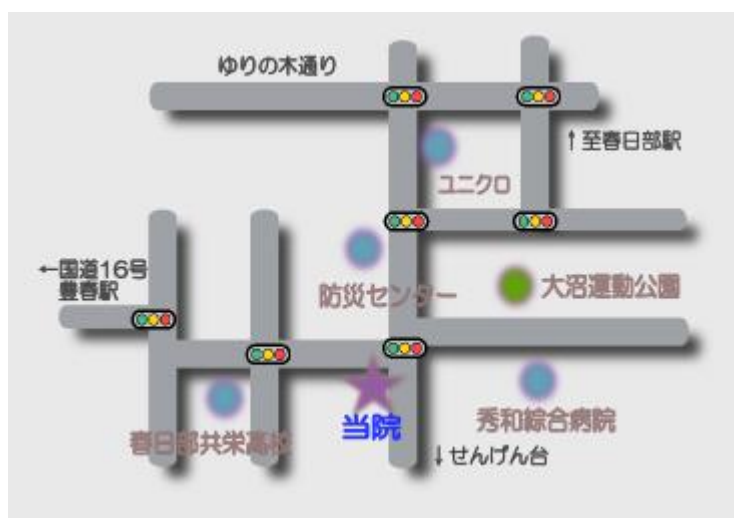 ゆりの木通り
↑至春日部駅
ユニクロ
←国道16号
豊春駅
防災センター
大沼運動公園
春日部共栄高校
当院
秀和綜合病院
↓せんげん台